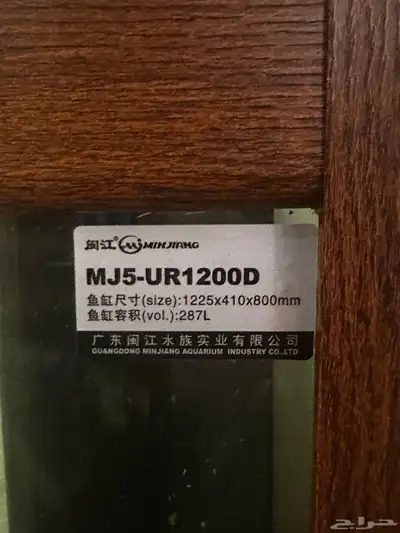 闽江® MJ MINJIANG
MJ5-UR1200D
鱼缸尺寸(size):1225x410x800mm
鱼缸容积(vol.):287L
广东闽江水族实业有限公司
GUANGDONG MINJIANG AQUARIUM INDUSTRY CO.,LTD
حراج